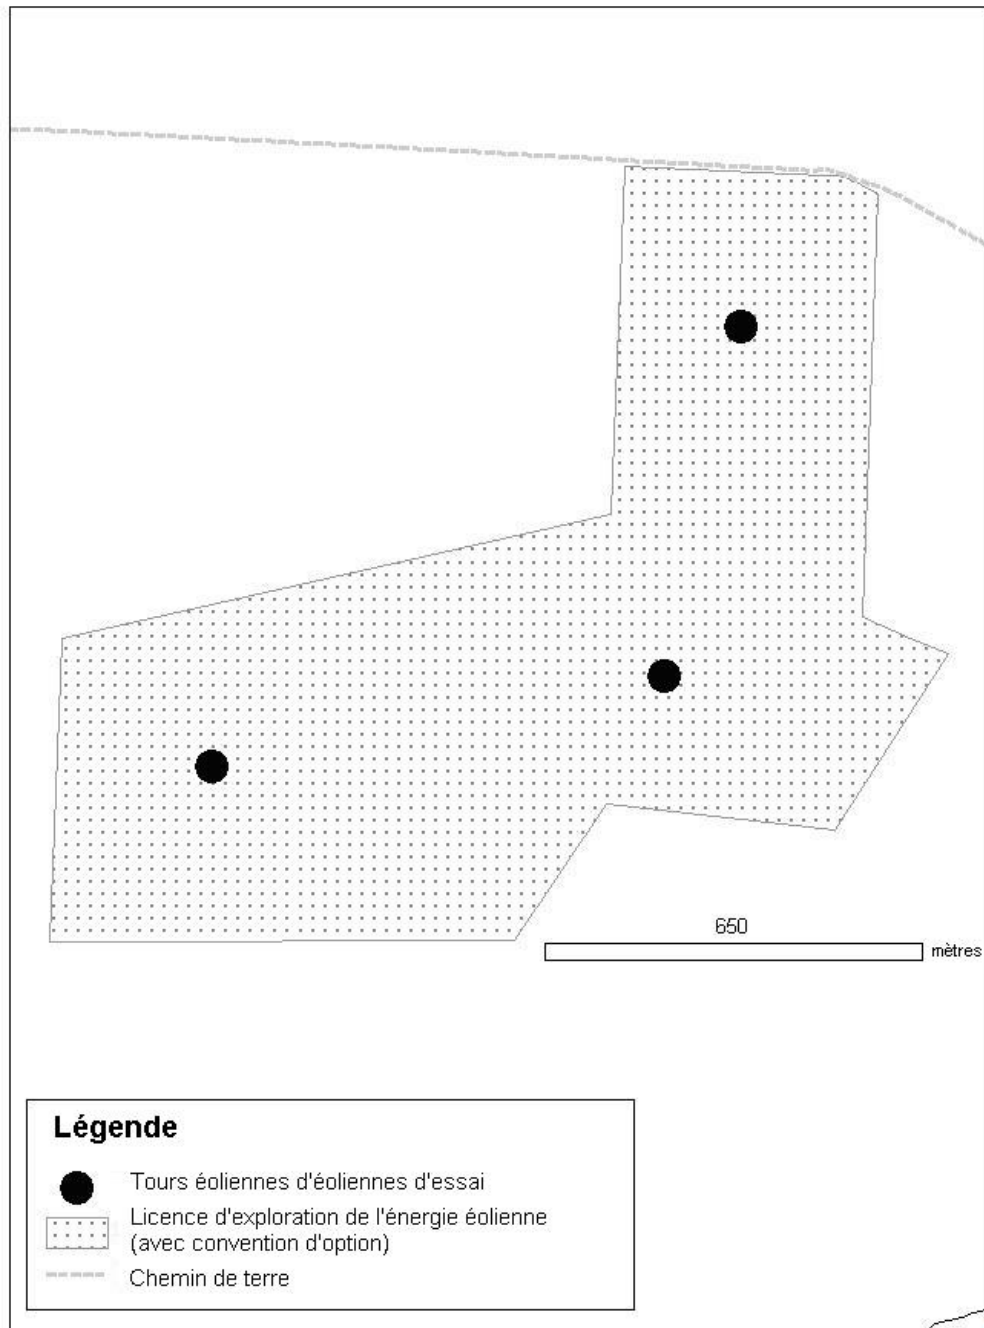 650
mètres
Légende
Tours éoliennes d'éoliennes d'essai
Licence d'exploration de l'énergie éolienne
(avec convention d'option)
Chemin de terre